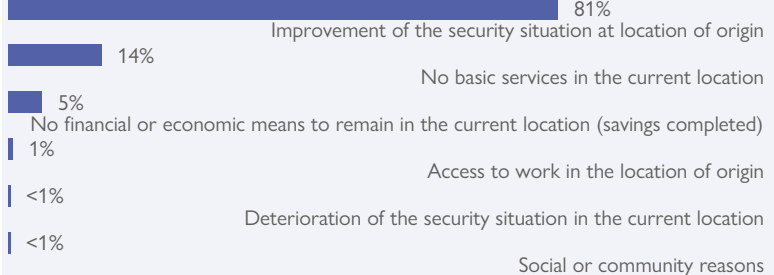 81%
Improvement of the security situation at location of origin
14%
No basic services in the current location
5%
No financial or economic means to remain in the current location (savings completed)
1%
Access to work in the location of origin
<1%
Deterioration of the security situation in the current location
<1%
Social or community reasons